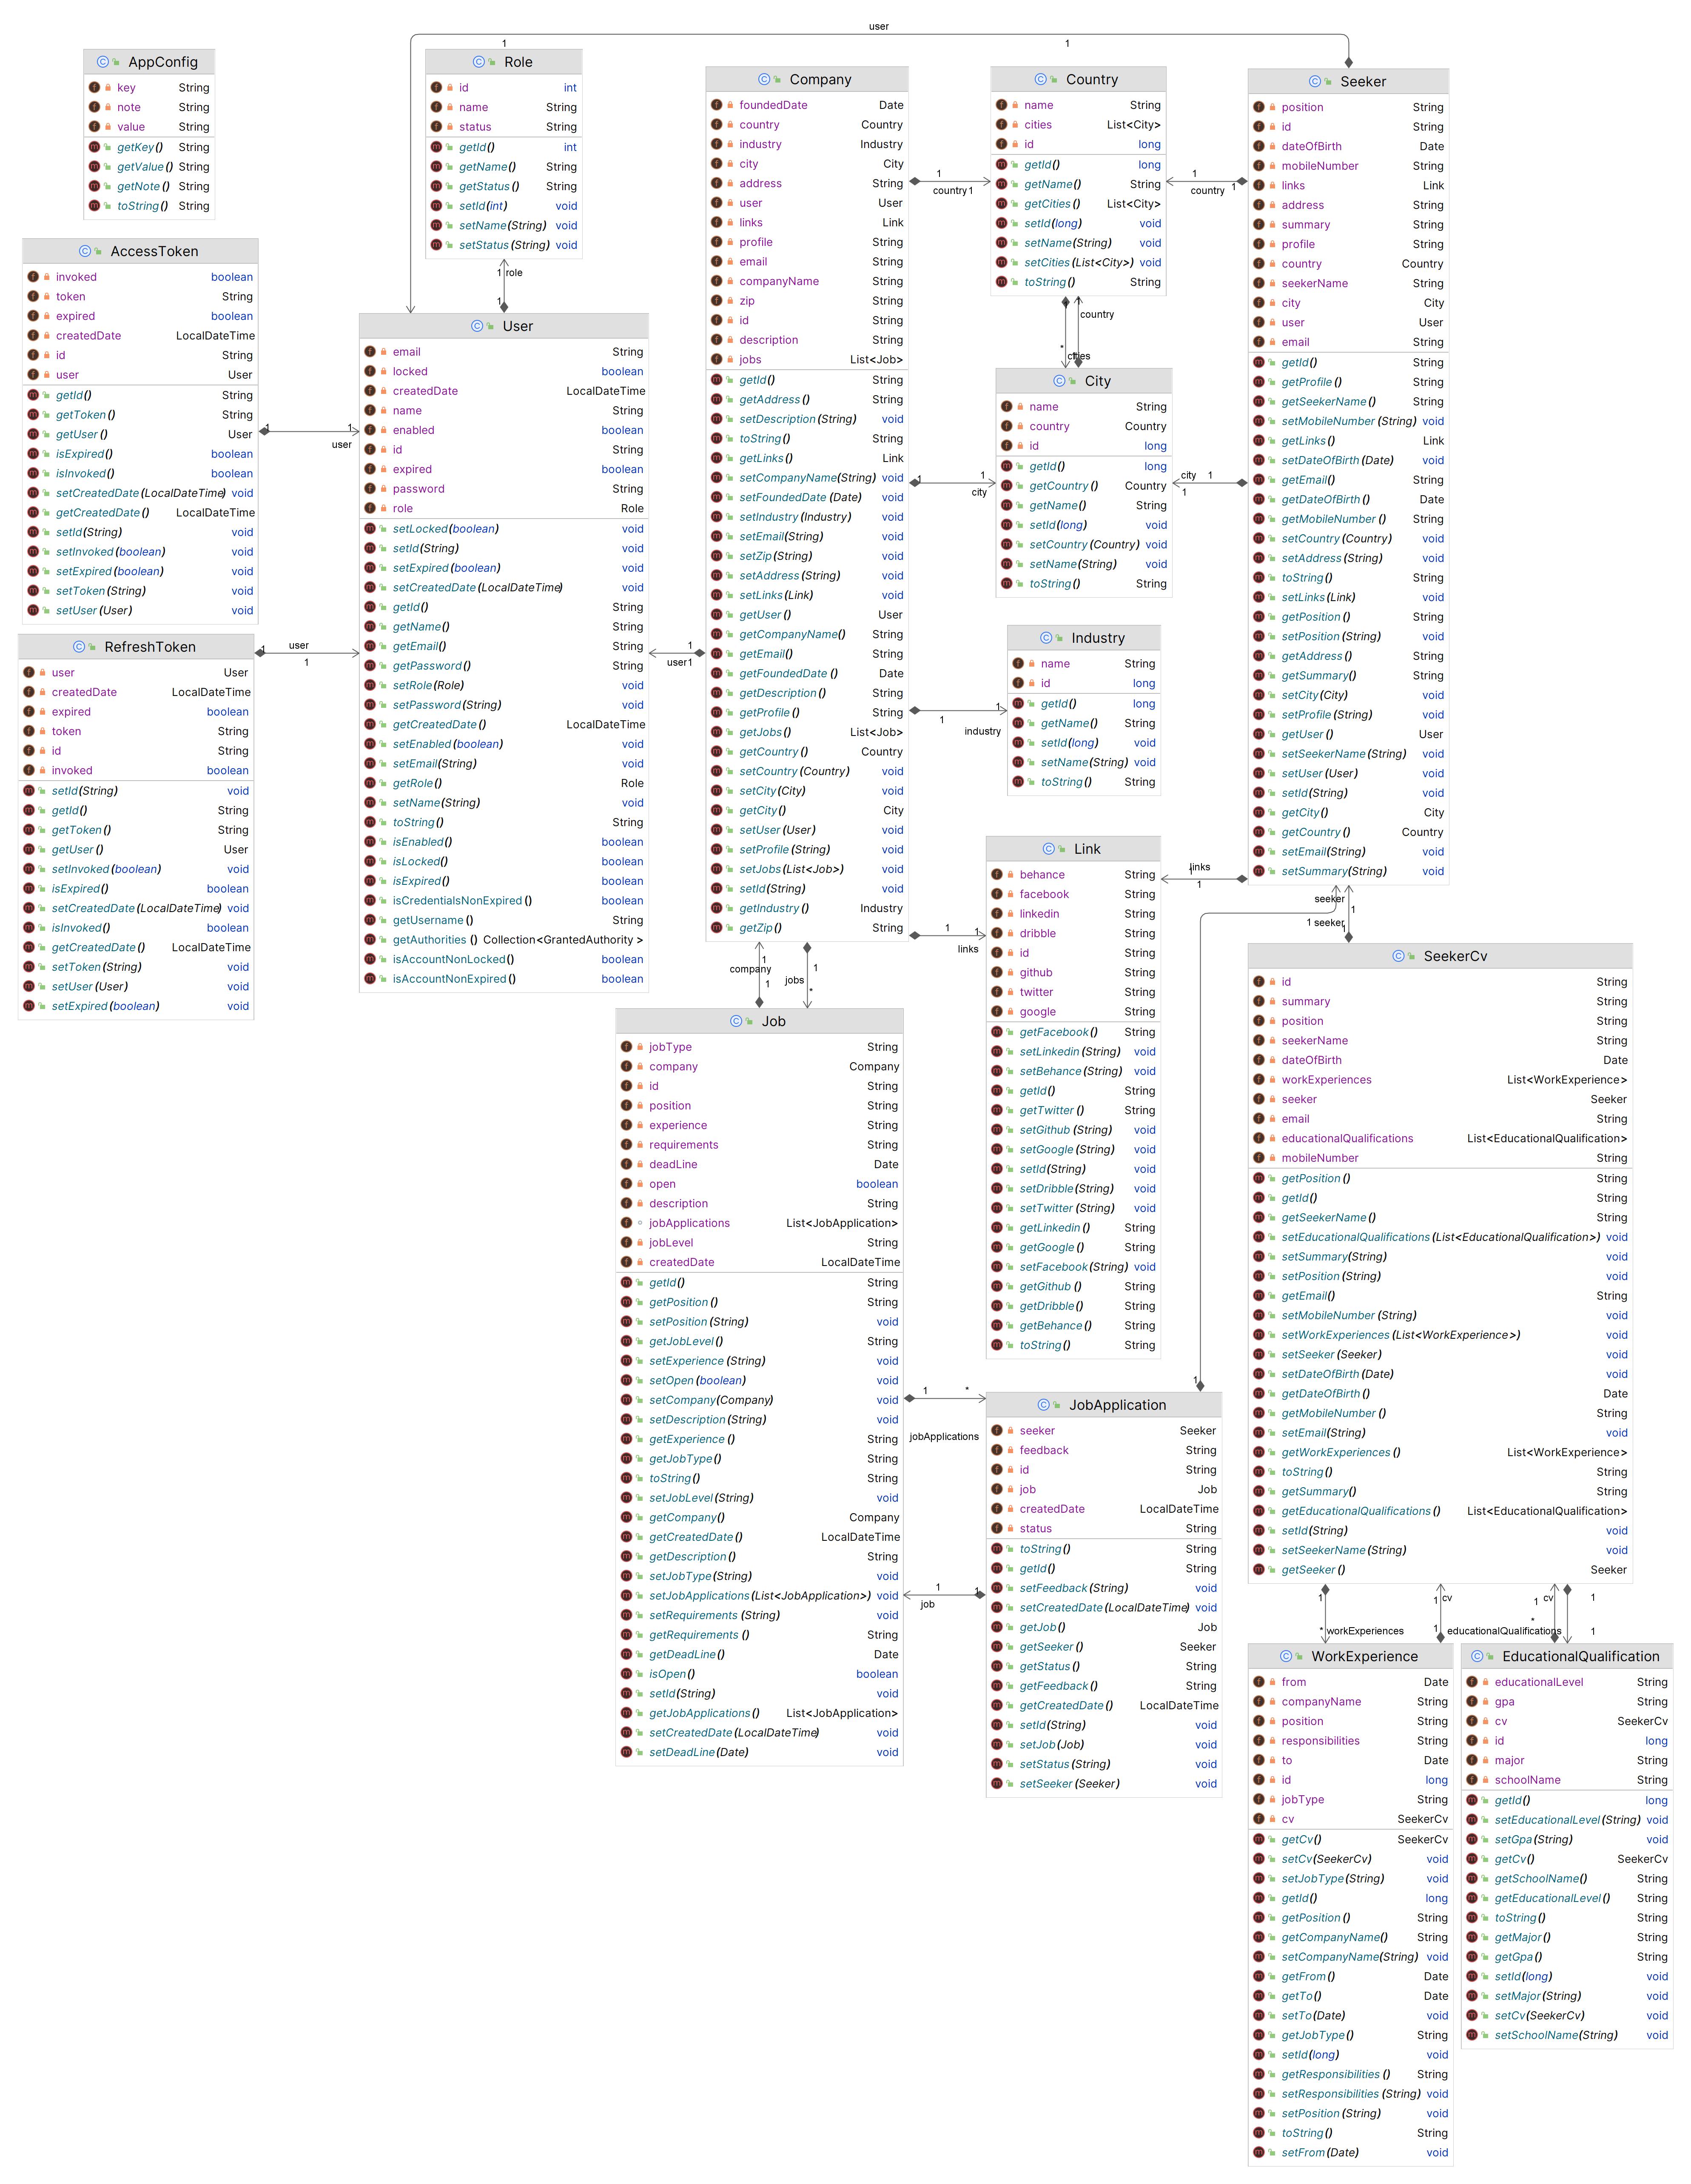 user
1
1
AppConfig
key String
note String
value String
getKey() String
getValue() String
getNote() String
toString() String
Role
id int
name String
status String
getId() int
getName() String
getStatus() String
setId(int) void
setName(String) void
setStatus(String) void
1 role
1
AccessToken
invoked boolean
token String
expired boolean
createdDate LocalDateTime
id String
user User
getId() String
getToken() String
getUser() User
isExpired() boolean
isInvoked() boolean
setCreatedDate(LocalDateTime) void
getCreatedDate() LocalDateTime
setId(String) void
setInvoked(boolean) void
setExpired(boolean) void
setToken(String) void
setUser(User) void
1 1
user
RefreshToken
user User
createdDate LocalDateTime
expired boolean
token String
id String
invoked boolean
setId(String) void
getId() String
getToken() String
getUser() User
setInvoked(boolean) void
isExpired() boolean
setCreatedDate(LocalDateTime) void
isInvoked() boolean
getCreatedDate() LocalDateTime
setToken(String) void
setUser(User) void
setExpired(boolean) void
1 user
1
User
email String
locked boolean
createdDate LocalDateTime
name String
enabled boolean
id String
expired boolean
password String
role Role
setLocked(boolean) void
setId(String) void
setExpired(boolean) void
setCreatedDate(LocalDateTime) void
getId() String
getName() String
getEmail() String
getPassword() String
setRole(Role) void
setPassword(String) void
getCreatedDate() LocalDateTime
setEnabled(boolean) void
setEmail(String) void
getRole() Role
setName(String) void
toString() String
isEnabled() boolean
isLocked() boolean
isExpired() boolean
isCredentialsNonExpired() boolean
getUsername() String
getAuthorities() Collection<GrantedAuthority>
isAccountNonLocked() boolean
isAccountNonExpired() boolean
1
user1
Company
foundedDate Date
country Country
industry Industry
city City
address String
user User
links Link
profile String
email String
companyName String
zip String
id String
description String
jobs List<Job>
getId() String
getAddress() String
setDescription(String) void
toString() String
getLinks() Link
setCompanyName(String) void
setFoundedDate(Date) void
setIndustry(Industry) void
setEmail(String) void
setZip(String) void
setAddress(String) void
setLinks(Link) void
getUser() User
getCompanyName() String
getEmail() String
getFoundedDate() Date
getDescription() String
getProfile() String
getJobs() List<Job>
getCountry() Country
setCountry(Country) void
setCity(City) void
getCity() City
setUser(User) void
setProfile(String) void
setJobs(List<Job>) void
setId(String) void
getIndustry() Industry
getZip() String
1
country1
1 1
city
1
1
industry
1 1
links
1
company
1
1
jobs
*
Country
name String
cities List<City>
id long
getId() long
getName() String
getCities() List<City>
setId(long) void
setName(String) void
setCities(List<City>) void
toString() String
country
*
cities
City
name String
country Country
id long
getId() long
getCountry() Country
getName() String
setId(long) void
setCountry(Country) void
setName(String) void
toString() String
Industry
name String
id long
getId() long
getName() String
setId(long) void
setName(String) void
toString() String
Link
behance String
facebook String
linkedin String
dribble String
id String
github String
twitter String
google String
getFacebook() String
setLinkedin(String) void
setBehance(String) void
getId() String
getTwitter() String
setGithub(String) void
setGoogle(String) void
setId(String) void
setDribble(String) void
setTwitter(String) void
getLinkedin() String
getGoogle() String
setFacebook(String) void
getGithub() String
getDribble() String
getBehance() String
toString() String
1
country 1
city 1
1
links
1
1
Seeker
position String
id String
dateOfBirth Date
mobileNumber String
links Link
address String
summary String
profile String
country Country
seekerName String
city City
user User
email String
getId() String
getProfile() String
getSeekerName() String
setMobileNumber(String) void
getLinks() Link
setDateOfBirth(Date) void
getEmail() String
getDateOfBirth() Date
getMobileNumber() String
setCountry(Country) void
setAddress(String) void
toString() String
setLinks(Link) void
getPosition() String
setPosition(String) void
getAddress() String
getSummary() String
setCity(City) void
setProfile(String) void
getUser() User
setSeekerName(String) void
setUser(User) void
setId(String) void
getCity() City
getCountry() Country
setEmail(String) void
setSummary(String) void
seeker
1
1 seeker
1
SeekerCv
id String
summary String
position String
seekerName String
dateOfBirth Date
workExperiences List<WorkExperience>
seeker Seeker
email String
educationalQualifications List<EducationalQualification>
mobileNumber String
getPosition() String
getId() String
getSeekerName() String
setEducationalQualifications(List<EducationalQualification>) void
setSummary(String) void
setPosition(String) void
getEmail() String
setMobileNumber(String) void
setWorkExperiences(List<WorkExperience>) void
setSeeker(Seeker) void
setDateOfBirth(Date) void
getDateOfBirth() Date
getMobileNumber() String
setEmail(String) void
getWorkExperiences() List<WorkExperience>
toString() String
getSummary() String
getEducationalQualifications() List<EducationalQualification>
setId(String) void
setSeekerName(String) void
getSeeker() Seeker
1 1 cv 1 cv 1
* workExperiences 1 educationalQualifications * 1
Job
jobType String
company Company
id String
position String
experience String
requirements String
deadLine Date
open boolean
description String
jobApplications List<JobApplication>
jobLevel String
createdDate LocalDateTime
getId() String
getPosition() String
setPosition(String) void
getJobLevel() String
setExperience(String) void
setOpen(boolean) void
setCompany(Company) void
setDescription(String) void
getExperience() String
getJobType() String
toString() String
setJobLevel(String) void
getCompany() Company
getCreatedDate() LocalDateTime
getDescription() String
setJobType(String) void
setJobApplications(List<JobApplication>) void
setRequirements(String) void
getRequirements() String
getDeadLine() Date
isOpen() boolean
setId(String) void
getJobApplications() List<JobApplication>
setCreatedDate(LocalDateTime) void
setDeadLine(Date) void
1 *
jobApplications
1 1
job
1
JobApplication
seeker Seeker
feedback String
id String
job Job
createdDate LocalDateTime
status String
toString() String
getId() String
setFeedback(String) void
setCreatedDate(LocalDateTime) void
getJob() Job
getSeeker() Seeker
getStatus() String
getFeedback() String
getCreatedDate() LocalDateTime
setId(String) void
setJob(Job) void
setStatus(String) void
setSeeker(Seeker) void
WorkExperience
from Date
companyName String
position String
responsibilities String
to Date
id long
jobType String
cv SeekerCv
getCv() SeekerCv
setCv(SeekerCv) void
setJobType(String) void
getId() long
getPosition() String
getCompanyName() String
setCompanyName(String) void
getFrom() Date
getTo() Date
setTo(Date) void
getJobType() String
setId(long) void
getResponsibilities() String
setResponsibilities(String) void
setPosition(String) void
toString() String
setFrom(Date) void
EducationalQualification
educationalLevel String
gpa String
cv SeekerCv
id long
major String
schoolName String
getId() long
setEducationalLevel(String) void
setGpa(String) void
getCv() SeekerCv
getSchoolName() String
getEducationalLevel() String
toString() String
getMajor() String
getGpa() String
setId(long) void
setMajor(String) void
setCv(SeekerCv) void
setSchoolName(String) void